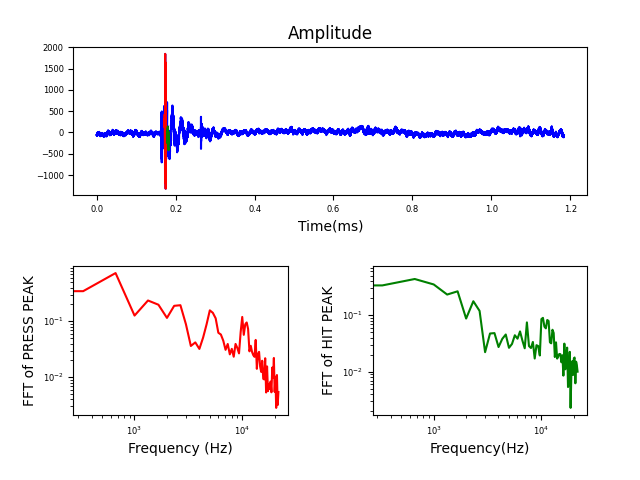 Amplitude
2000
1500
1000
500
0
−500
−1000
0.0 0.2 0.4 0.6 0.8 1.0 1.2
Time(ms)
FFT of PRESS PEAK
10⁻¹
10⁻²
10³ 10⁴
Frequency (Hz)
FFT of HIT PEAK
10⁻¹
10⁻²
10³ 10⁴
Frequency(Hz)